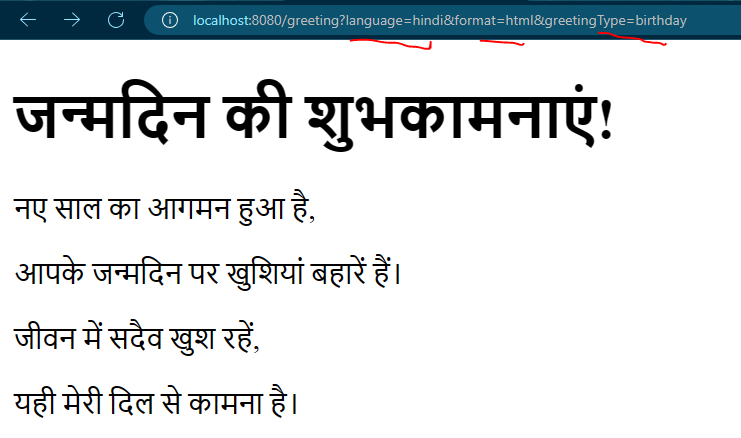 localhost:8080/greeting?language=hindi&format=html&greetingType=birthday
जन्मदिन की शुभकामनाएं!
नए साल का आगमन हुआ है,
आपके जन्मदिन पर खुशियां बहारें हैं।
जीवन में सदैव खुश रहें,
यही मेरी दिल से कामना है।